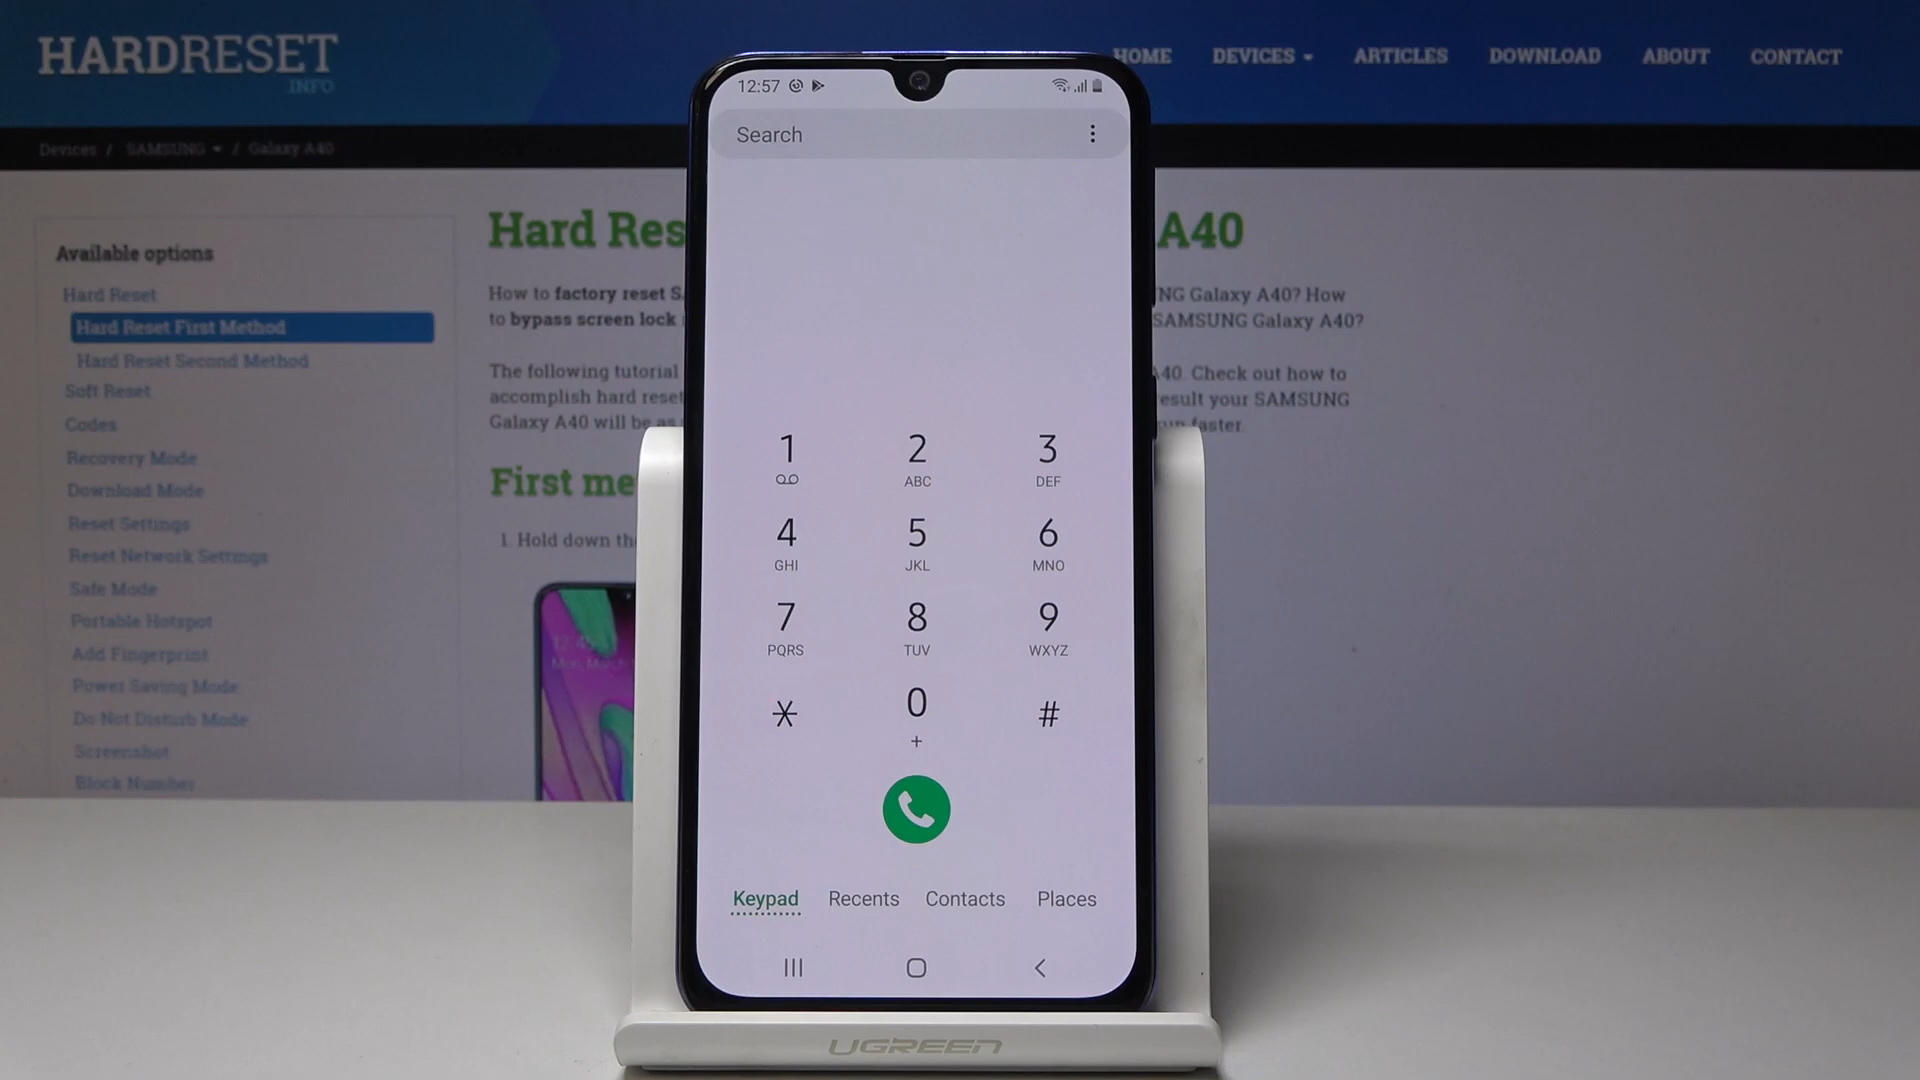 HARDRESET
.INFO
HOME DEVICES ARTICLES DOWNLOAD ABOUT CONTACT
Devices / SAMSUNG / Galaxy A40
Available options
Hard Reset
Hard Reset First Method
Hard Reset Second Method
Soft Reset
Codes
Recovery Mode
Download Mode
Reset Settings
Reset Network Settings
Safe Mode
Portable Hotspot
Add Fingerprint
Power Saving Mode
Do Not Disturb Mode
Screenshot
Block Number
Hard Res A40
How to factory reset SA NG Galaxy A40? How
to bypass screen lock SAMSUNG Galaxy A40?
The following tutorial A40. Check out how to
accomplish hard reset result your SAMSUNG
Galaxy A40 will be as run faster.
First me
1. Hold down th
12:57
Search
1 2 3
ABC DEF
4 5 6
GHI JKL MNO
7 8 9
PQRS TUV WXYZ
* 0 #
+
Keypad Recents Contacts Places
UGREEN